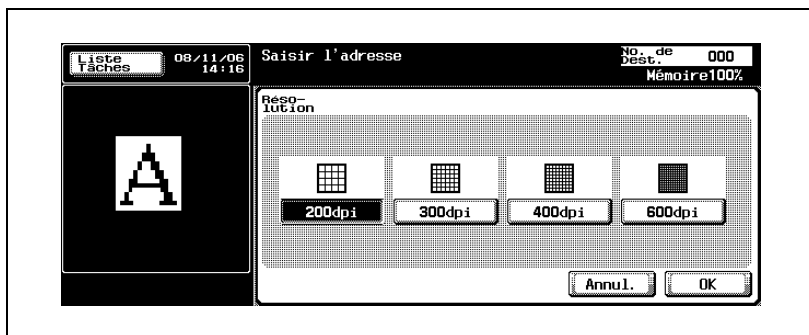 Liste
Tâches
08/11/06
14:16
Saisir l'adresse
No. de
Dest.
000
Mémoire100%
Réso-
lution
A
200dpi
300dpi
400dpi
600dpi
Annul.
OK